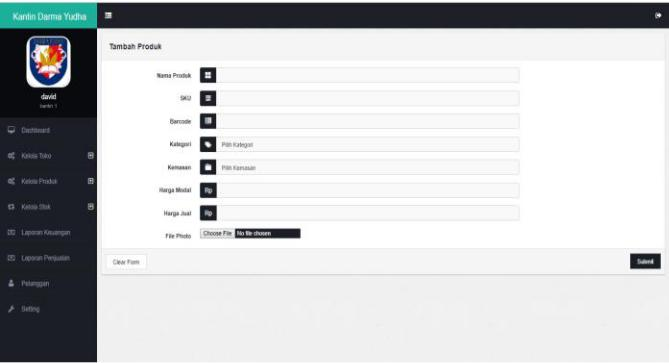 Kantin Darma Yudha
david
Dashboard
Kelola Toko
Kelola Produk
Kelola Stok
Laporan Keuangan
Laporan Penjualan
Pelanggan
Setting
Tambah Produk
Nama Produk
SKU
Barcode
Kategori
Pilih Kategori
Kemasan
Pilih Kemasan
Harga Modal
Rp
Harga Jual
Rp
File Photo
Choose File No file chosen
Clear Form
Submit